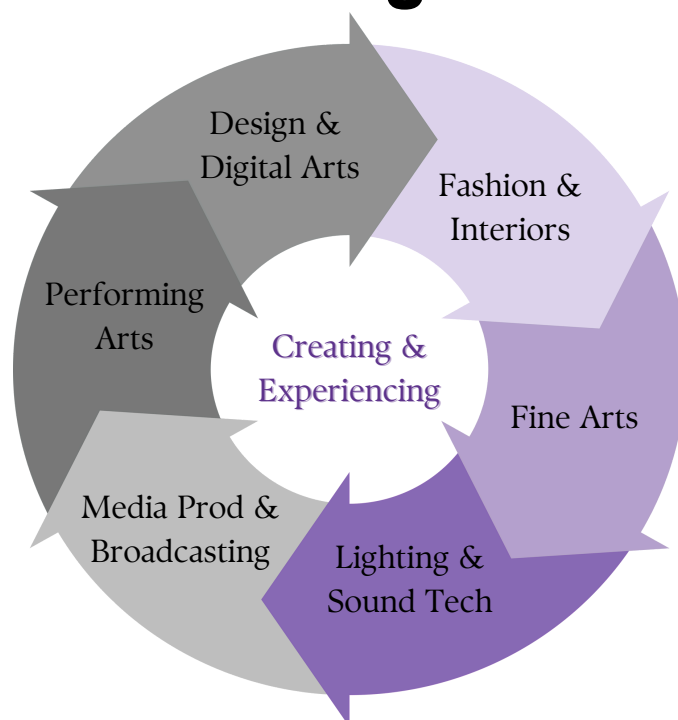 Design &
Digital Arts
Fashion &
Interiors
Fine Arts
Lighting &
Sound Tech
Media Prod &
Broadcasting
Performing
Arts
Creating &
Experiencing